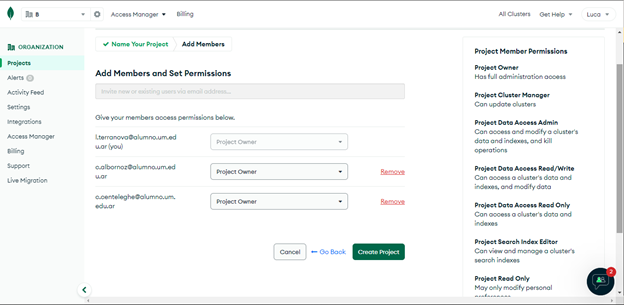 B
Access Manager
Billing
All Clusters
Get Help
Luca
ORGANIZATION
Projects
Alerts 0
Activity Feed
Settings
Integrations
Access Manager
Billing
Support
Live Migration
Name Your Project
Add Members
Add Members and Set Permissions
Invite new or existing users via email address...
Give your members access permissions below.
l.terranova@alumno.um.ed
u.ar (you)
Project Owner
c.albornoz@alumno.um.ed
u.ar
Project Owner
Remove
o.centeleghe@alumno.um.
edu.ar
Project Owner
Remove
Cancel
Go Back
Create Project
Project Member Permissions
Project Owner
Has full administration access
Project Cluster Manager
Can update clusters
Project Data Access Admin
Can access and modify a cluster's
data and indexes, and kill
operations
Project Data Access Read/Write
Can access a cluster's data and
indexes, and modify data
Project Data Access Read Only
Can access a cluster's data and
indexes
Project Search Index Editor
Can view and manage a cluster's
search indexes
Project Read Only
May only modify personal
preferences
2